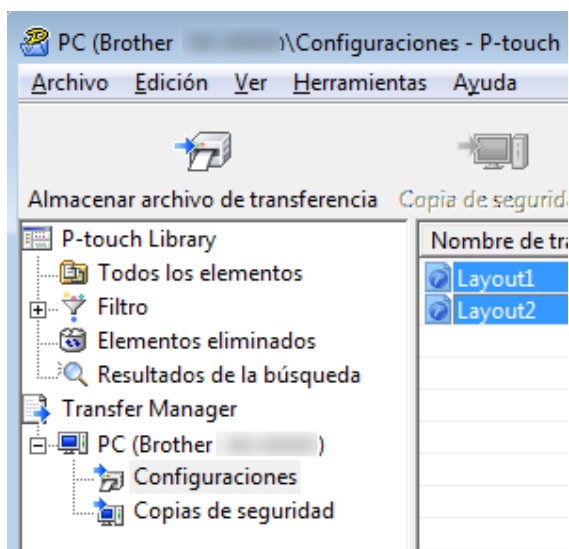 PC (Brother )\Configuraciones - P-touch
Archivo Edición Ver Herramientas Ayuda
Almacenar archivo de transferencia Copia de segurid
P-touch Library
Todos los elementos
Filtro
Elementos eliminados
Resultados de la búsqueda
Transfer Manager
PC (Brother )
Configuraciones
Copias de seguridad
Nombre de tra
Layout1
Layout2